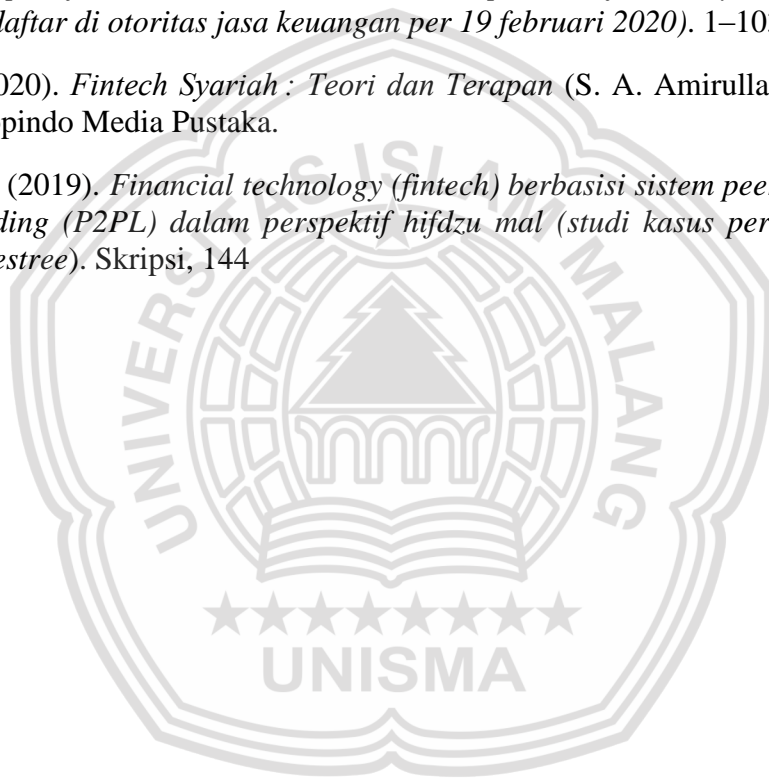 daftar di otoritas jasa keuangan per 19 februari 2020). 1–10
020). Fintech Syariah : Teori dan Terapan (S. A. Amirulla
pindo Media Pustaka.
(2019). Financial technology (fintech) berbasisi sistem pee
ding (P2PL) dalam perspektif hifdzu mal (studi kasus per
estree). Skripsi, 144
UNIVERSITAS ISLAM MALANG
UNISMA